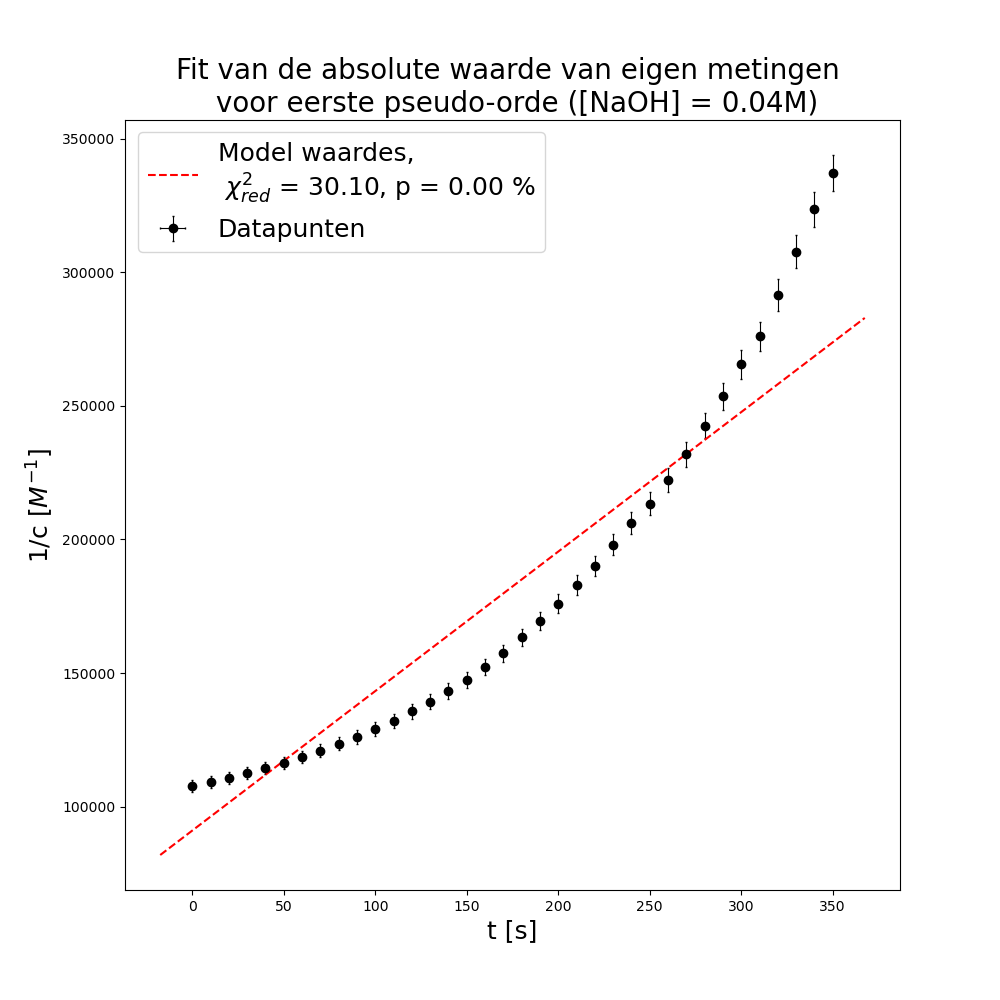 Fit van de absolute waarde van eigen metingen
voor eerste pseudo-orde ([NaOH] = 0.04M)
Model waardes,
χ²_red = 30.10, p = 0.00 %
Datapunten
350000
300000
250000
200000
150000
100000
1/c [M⁻¹]
0 50 100 150 200 250 300 350
t [s]